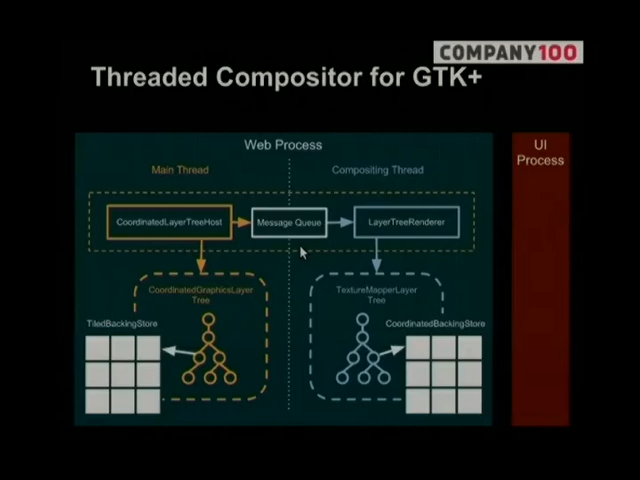 COMPANY100
Threaded Compositor for GTK+
Web Process
UI
Process
Main Thread
Compositing Thread
CoordinatedLayerTreeHost
Message Queue
LayerTreeRenderer
CoordinatedGraphicsLayer
Tree
TextureMapperLayer
Tree
TiledBackingStore
CoordinatedBackingStore